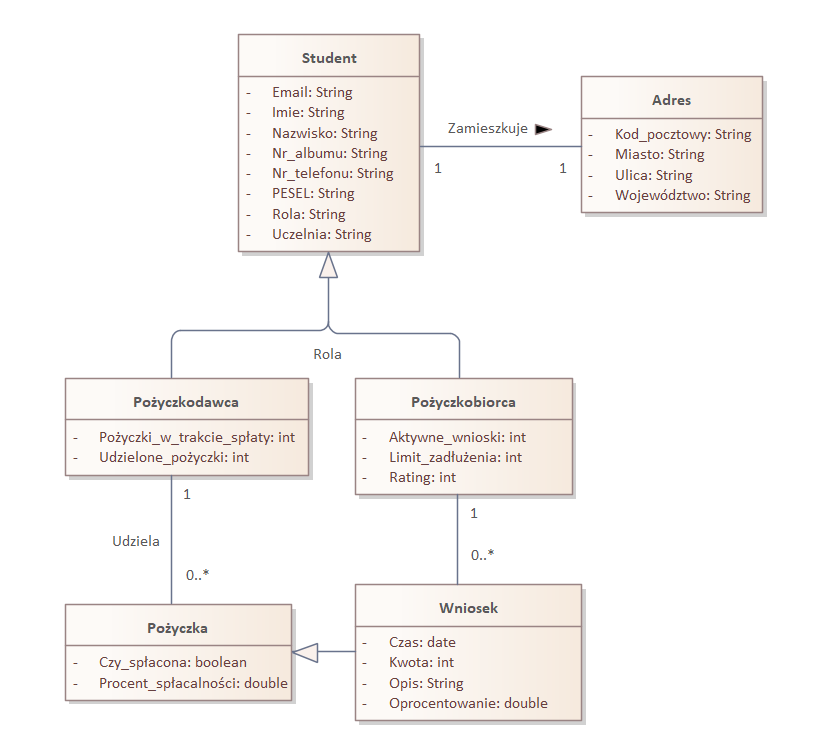 Student
- Email: String
- Imie: String
- Nazwisko: String
- Nr_albumu: String
- Nr_telefonu: String
- PESEL: String
- Rola: String
- Uczelnia: String
Zamieszkuje
1
1
Adres
- Kod_pocztowy: String
- Miasto: String
- Ulica: String
- Województwo: String
Rola
Pożyczkodawca
- Pożyczki_w_trakcie_spłaty: int
- Udzielone_pożyczki: int
Pożyczkobiorca
- Aktywne_wnioski: int
- Limit_zadłużenia: int
- Rating: int
1
Udziela
0..*
1
0..*
Pożyczka
- Czy_spłacona: boolean
- Procent_spłacalności: double
Wniosek
- Czas: date
- Kwota: int
- Opis: String
- Oprocentowanie: double